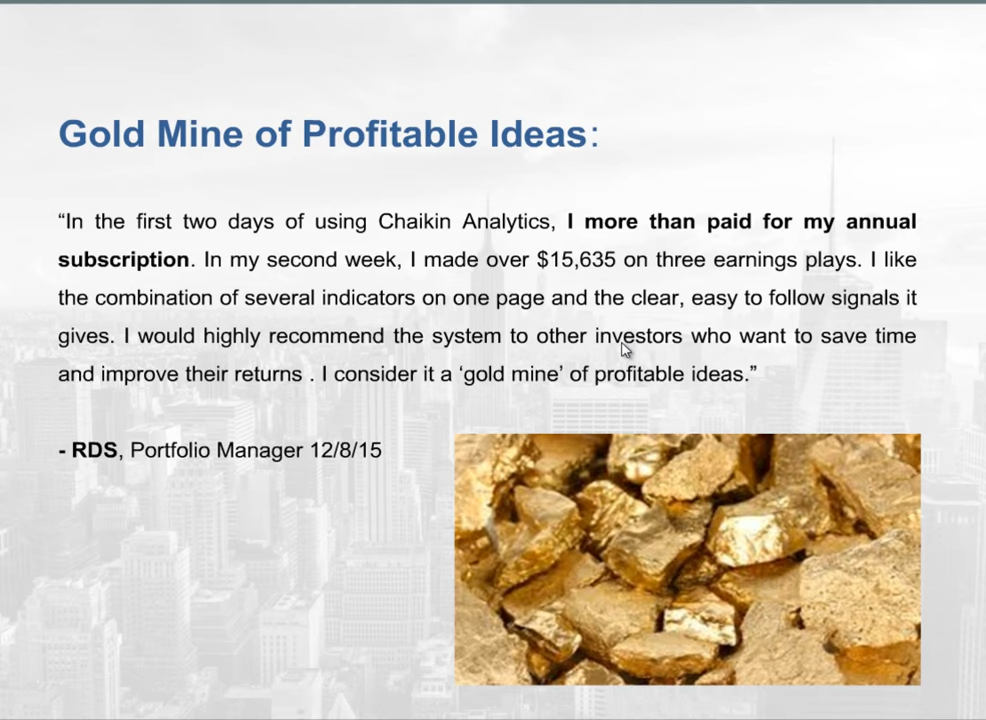 Gold Mine of Profitable Ideas:
“In the first two days of using Chaikin Analytics, I more than paid for my annual
subscription. In my second week, I made over $15,635 on three earnings plays. I like
the combination of several indicators on one page and the clear, easy to follow signals it
gives. I would highly recommend the system to other investors who want to save time
and improve their returns . I consider it a ‘gold mine’ of profitable ideas.”
- RDS, Portfolio Manager 12/8/15